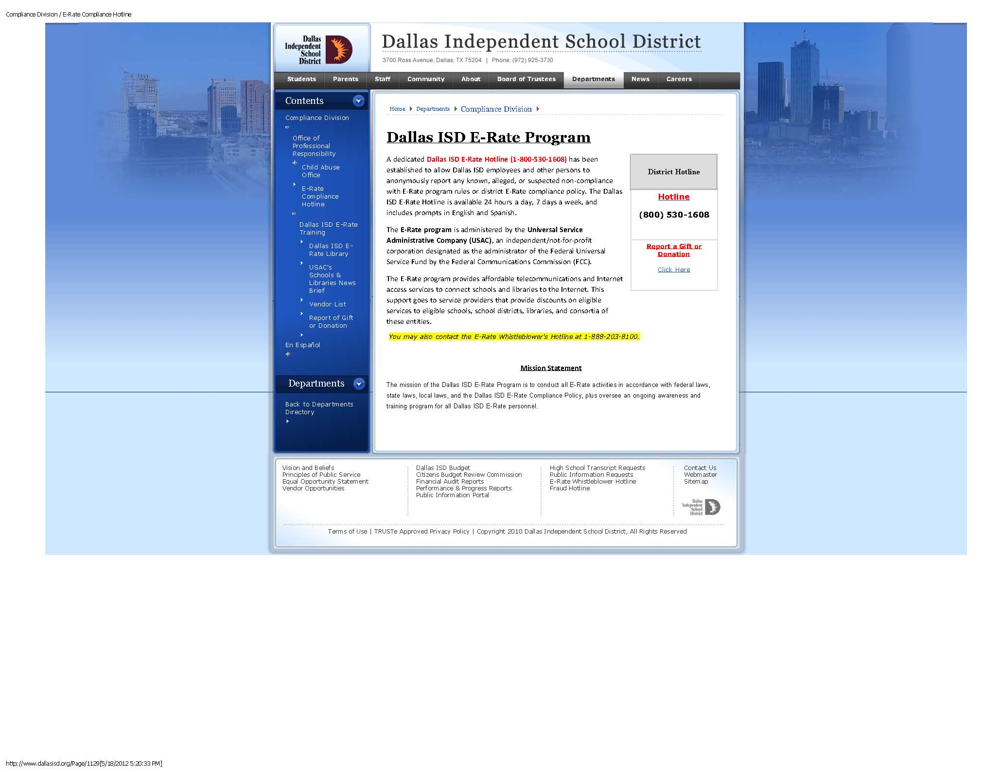 Compliance Division / E-Rate Compliance Hotline
Dallas
Independent
School
District
Dallas Independent School District
3700 Ross Avenue, Dallas, TX 75204 | Phone: (972) 925-3700
Students Parents Staff Community About Board of Trustees Departments News Careers
Contents
Compliance Division
Office of
Professional
Responsibility
Child Abuse
Office
E-Rate
Compliance
Hotline
Dallas ISD E-Rate
Training
Dallas ISD E-
Rate Library
USAC's
Schools &
Libraries News
Brief
Vendor List
Report of Gift
or Donation
En Español
Departments
Back to Departments
Directory
Home Departments Compliance Division
Dallas ISD E-Rate Program
A dedicated Dallas ISD E-Rate Hotline (1-800-530-1608) has been
established to allow Dallas ISD employees and other persons to
anonymously report any known, alleged, or suspected non-compliance
with E-Rate program rules or district E-Rate compliance policy. The Dallas
ISD E-Rate Hotline is available 24 hours a day, 7 days a week, and
includes prompts in English and Spanish.
The E-Rate program is administered by the Universal Service
Administrative Company (USAC), an independent/not-for-profit
corporation designated as the administrator of the Federal Universal
Service Fund by the Federal Communications Commission (FCC).
The E-Rate program provides affordable telecommunications and Internet
access services to connect schools and libraries to the Internet. This
support goes to service providers that provide discounts on eligible
services to eligible schools, school districts, libraries, and consortia of
these entities.
You may also contact the E-Rate Whistleblower's Hotline at 1-888-203-8100.
District Hotline
Hotline
(800) 530-1608
Report a Gift or
Donation
Click Here
Mission Statement
The mission of the Dallas ISD E-Rate Program is to conduct all E-Rate activities in accordance with federal laws,
state laws, local laws, and the Dallas ISD E-Rate Compliance Policy, plus oversee an ongoing awareness and
training program for all Dallas ISD E-Rate personnel.
Vision and Beliefs
Principles of Public Service
Equal Opportunity Statement
Vendor Opportunities
Dallas ISD Budget
Citizens Budget Review Commission
Financial Audit Reports
Performance & Progress Reports
Public Information Portal
High School Transcript Requests
Public Information Requests
E-Rate Whistleblower Hotline
Fraud Hotline
Contact Us
Webmaster
Sitemap
Dallas
Independent
School
District
Terms of Use | TRUSTe Approved Privacy Policy | Copyright 2010 Dallas Independent School District, All Rights Reserved
http://www.dallasisd.org/Page/1129[5/18/2012 5:20:33 PM]